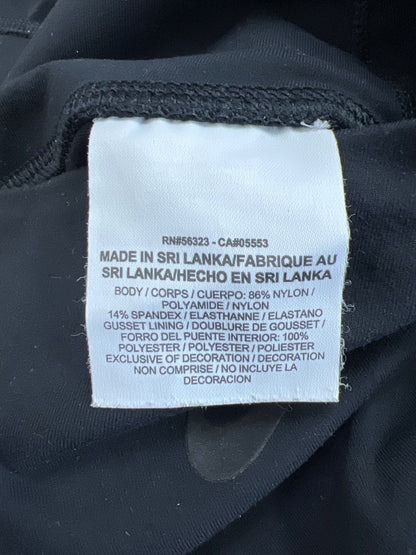 RN#56323 - CA#05553
MADE IN SRI LANKA/FABRIQUE AU
SRI LANKA/HECHO EN SRI LANKA
BODY / CORPS / CUERPO: 86% NYLON /
POLYAMIDE / NYLON
14% SPANDEX / ELASTHANNE / ELASTANO
GUSSET LINING / DOUBLURE DE GOUSSET /
FORRO DEL PUENTE INTERIOR: 100%
POLYESTER / POLYESTER / POLIESTER
EXCLUSIVE OF DECORATION / DECORATION
NON COMPRISE / NO INCLUYE LA
DECORACION